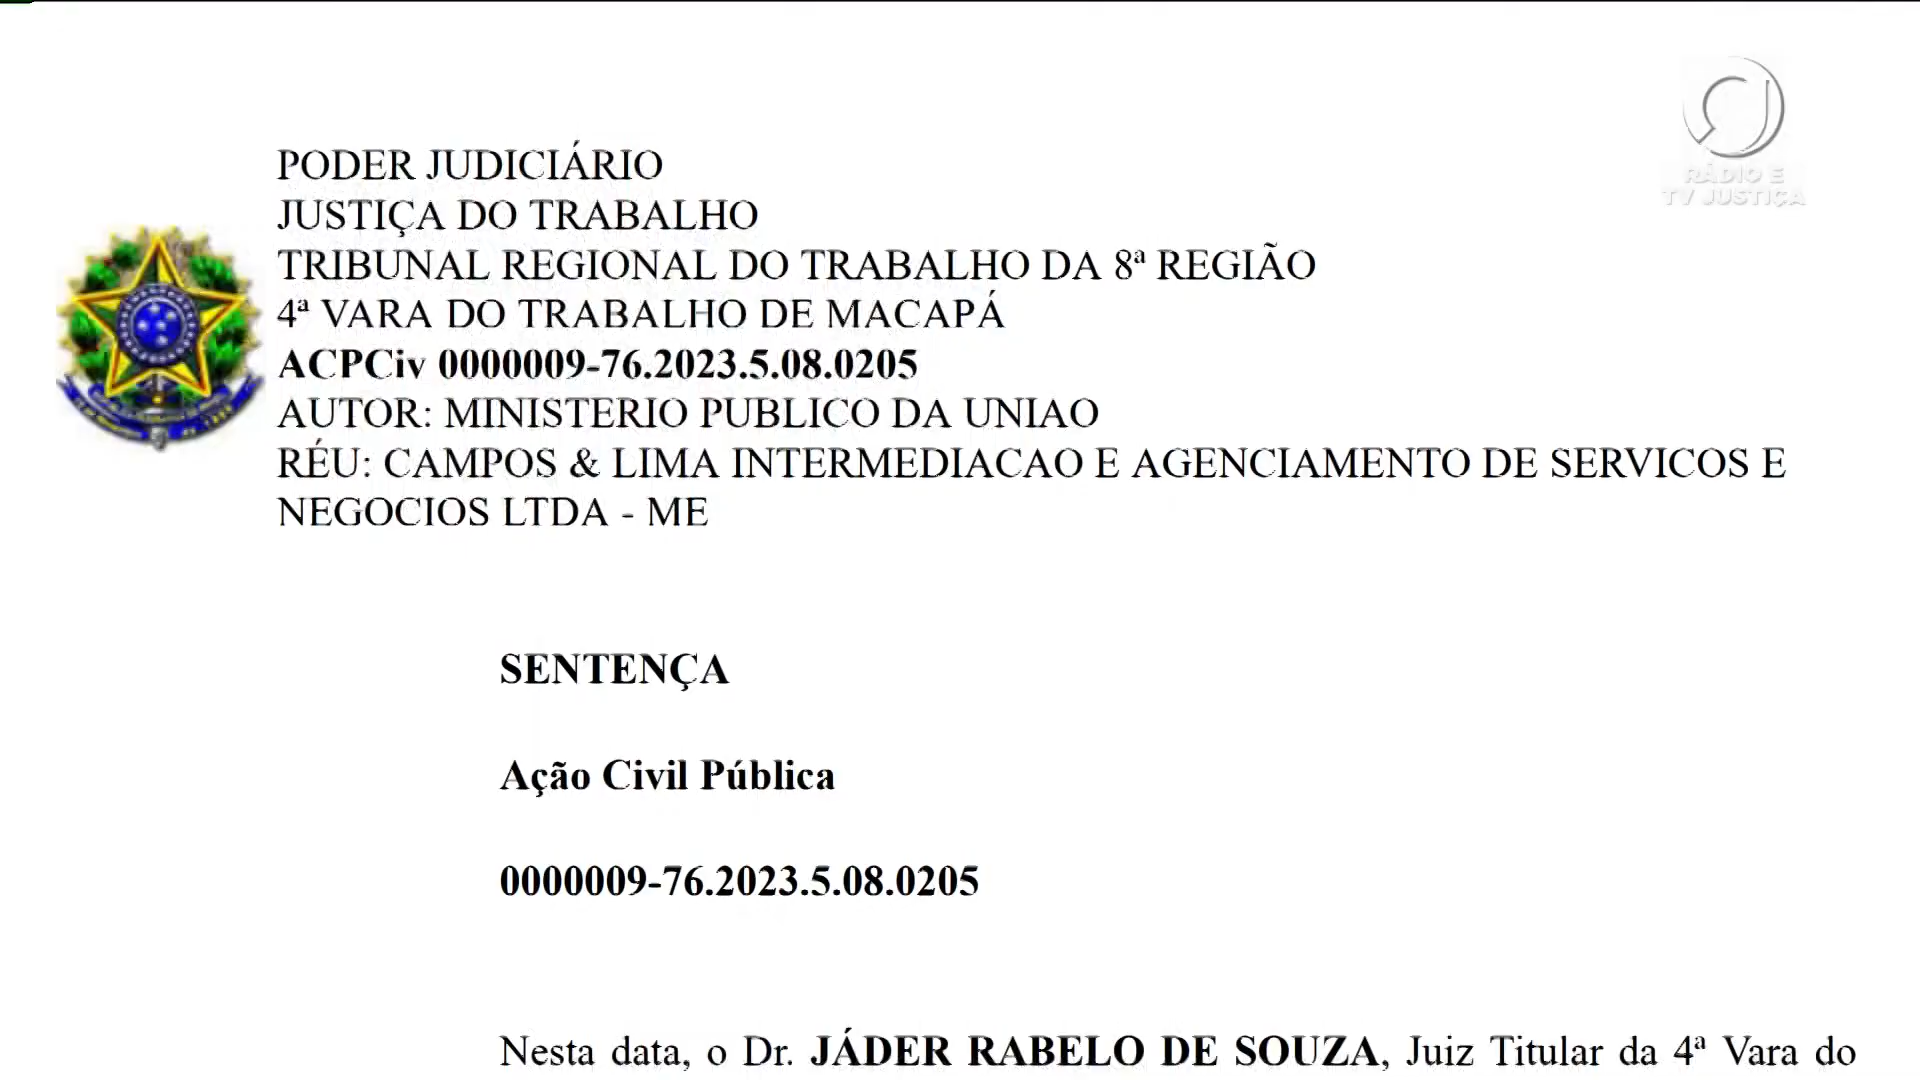 RÁDIO E
TV JUSTIÇA
PODER JUDICIÁRIO
JUSTIÇA DO TRABALHO
TRIBUNAL REGIONAL DO TRABALHO DA 8ª REGIÃO
4ª VARA DO TRABALHO DE MACAPÁ
ACPCiv 0000009-76.2023.5.08.0205
AUTOR: MINISTERIO PUBLICO DA UNIAO
RÉU: CAMPOS & LIMA INTERMEDIACAO E AGENCIAMENTO DE SERVICOS E
NEGOCIOS LTDA - ME
SENTENÇA
Ação Civil Pública
0000009-76.2023.5.08.0205
Nesta data, o Dr. JÁDER RABELO DE SOUZA, Juiz Titular da 4ª Vara do